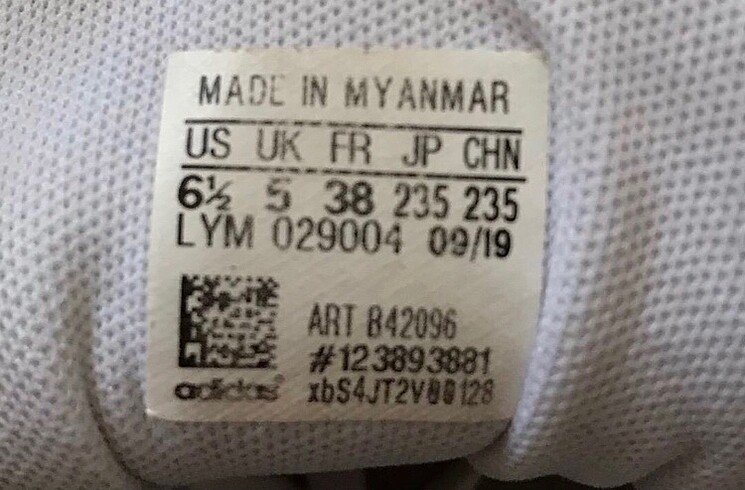 MADE IN MYANMAR
US UK FR JP CHN
6½ 5 38 235 235
LYM 029004 09/19
ART B42096
#123893881
adidas